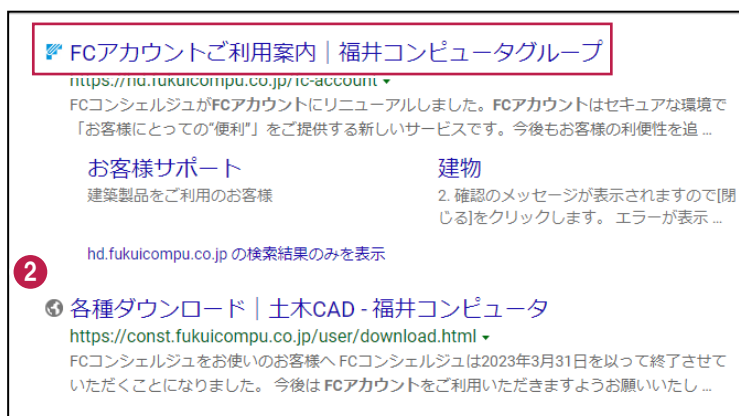 FCアカウントご利用案内｜福井コンピュータグループ
https://hd.fukuicompu.co.jp/fc-account
FCコンシェルジュがFCアカウントにリニューアルしました。FCアカウントはセキュアな環境で
「お客様にとっての“便利”」をご提供する新しいサービスです。今後もお客様の利便性を追 ...
お客様サポート
建築製品をご利用のお客様
建物
2. 確認のメッセージが表示されますので[閉
じる]をクリックします。 エラーが表示 ...
hd.fukuicompu.co.jp の検索結果のみを表示
2
各種ダウンロード｜土木CAD - 福井コンピュータ
https://const.fukuicompu.co.jp/user/download.html
FCコンシェルジュをお使いのお客様へ FCコンシェルジュは2023年3月31日を以って終了させて
いただくことになりました。 今後は FCアカウントをご利用いただきますようお願いいたし ...